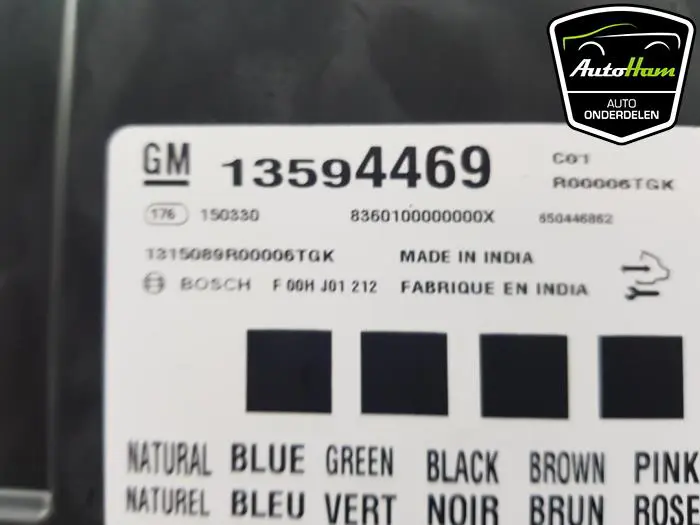 AutoHam
AUTO
ONDERDELEN
GM 13594469 C01
R00006TGK
176 150330 8360100000000X 650446862
1315089R00006TGK MADE IN INDIA
BOSCH F 00H J01 212 FABRIQUE EN INDIA
NATURAL BLUE GREEN BLACK BROWN PINK
NATUREL BLEU VERT NOIR BRUN ROSE